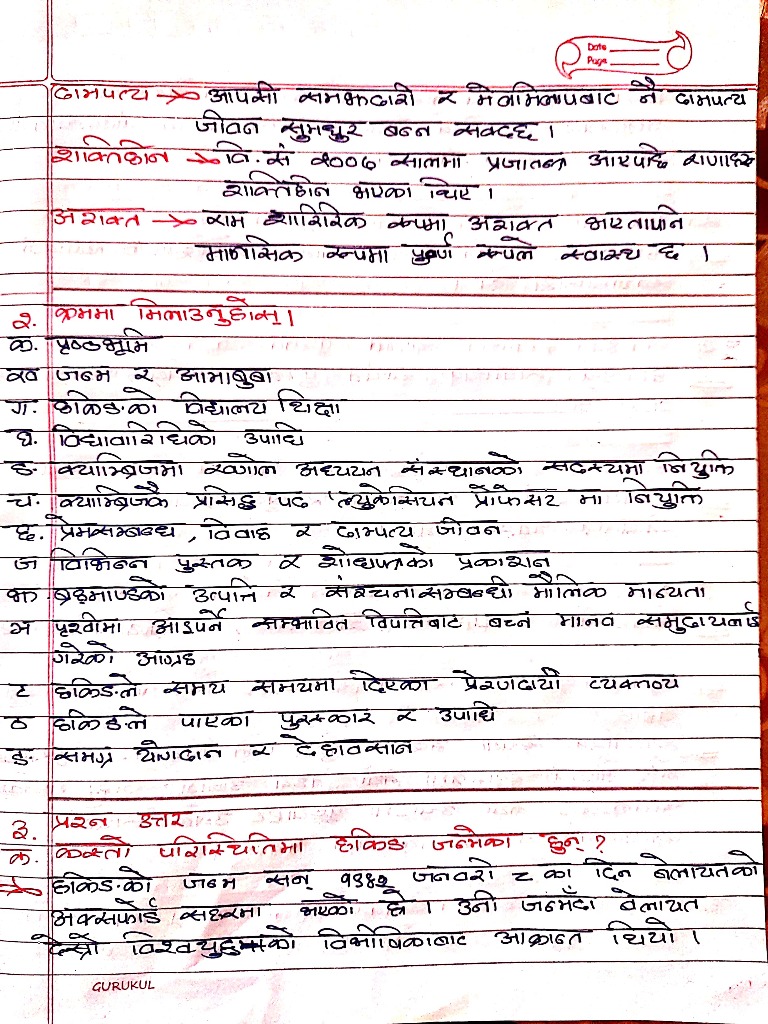 Date
Page
दामपत्य → आपसी समझदारी र मेलमिलापबाट नै दामपत्य
जीवन सुमधुर बन्न सक्दछ ।
शक्तिहीन → वि.सं २००७ सालमा प्रजातन्त्र आएपछि राणाहरू
शक्तिहीन भएका थिए ।
अशक्त → राम शारिरिक रूपमा अशक्त भएतापनि
मानसिक रूपमा पूर्ण रूपले स्वास्थ छ ।
२. क्रममा मिलाउनुहोस् ।
क. पृष्ठभूमि
ख जन्म र आमाबुबा
ग. हकिङको विद्यालय शिक्षा
घ. विद्यावारिधिको उपाधि
ङ. क्याम्ब्रिजमा खगोल अध्ययन संस्थानको सदस्यमा नियुक्ति
च. क्याम्ब्रिजकै प्रसिद्ध पद 'ल्युकेसियन प्रोफेसर मा नियुक्ति
छ. प्रेमसम्बन्ध, विवाह र दाम्पत्य जीवन
ज विभिन्न पुस्तक र शोधपत्रको प्रकाशन
झ ब्रह्माण्डको उत्पत्ति र संरचनासम्बन्धी मौलिक मान्यता
ञ पृथ्वीमा आइपर्ने सम्भावित विपत्तिबाट बच्न मानव समुदायलाई
गरेको आग्रह
ट हकिङले समय समयमा दिएका प्रेरणदायी व्यक्तव्य
ठ हकिङले पाएका पुरस्कार र उपाधि
ड. समग्र योगदान र देहावसान
३. प्रश्न उत्तर
क. कस्तो परिस्थितिमा हकिङ जन्मेका हुन् ?
→ हकिङको जन्म सन् १९४२ जनवरी ८ का दिन बेलायतको
अक्सफोर्ड सहरमा भएको हो । उनी जन्मँदा बेलायत
दोस्रो विश्वयुद्धको विभीषिकाबाट आक्रान्त थियो ।
GURUKUL